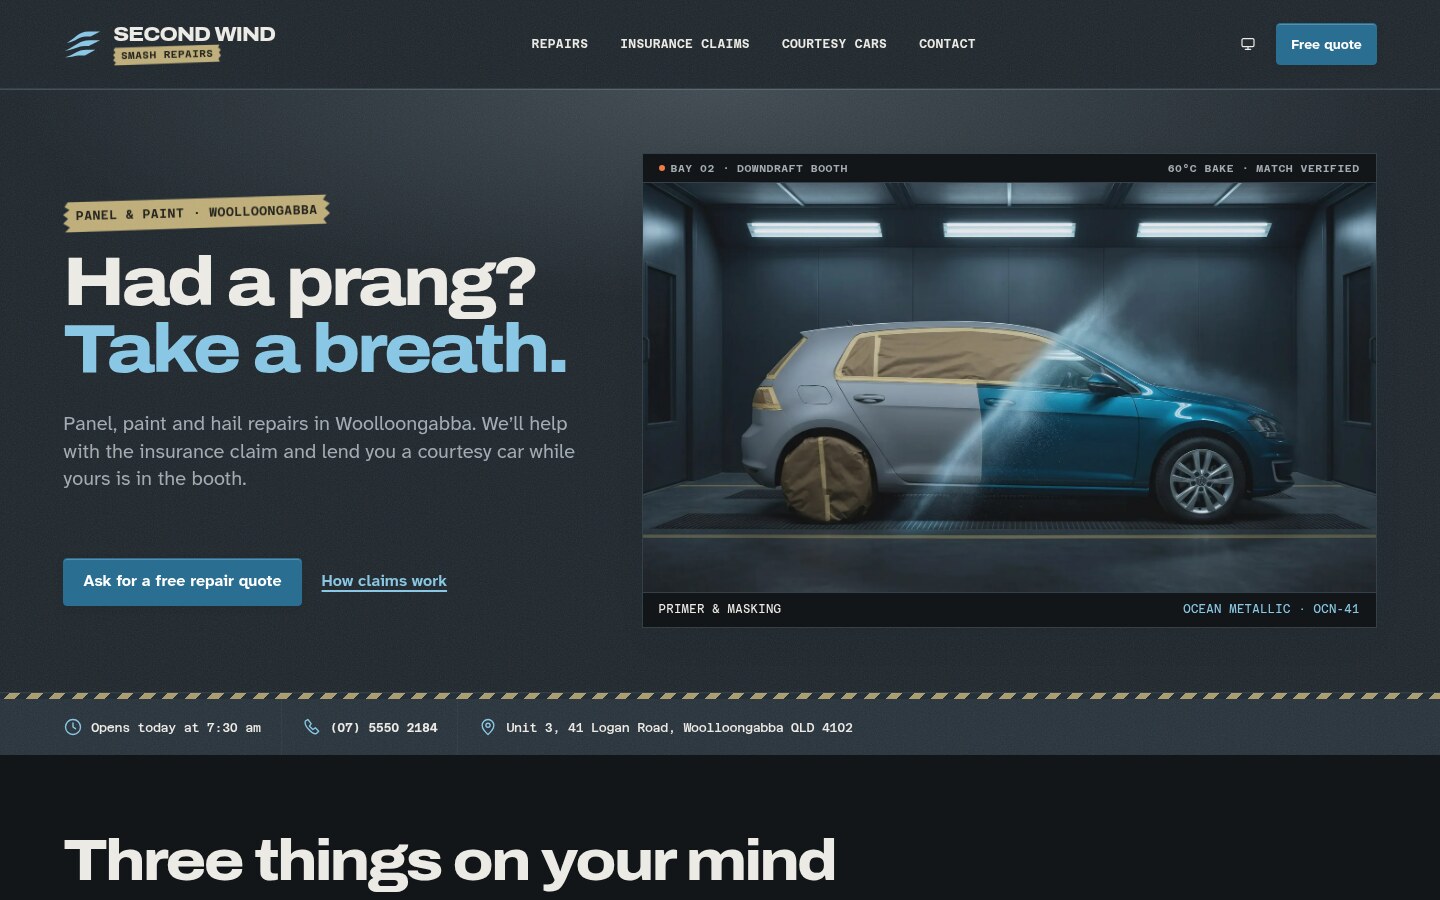 SECOND WIND
SMASH REPAIRS
REPAIRS INSURANCE CLAIMS COURTESY CARS CONTACT
Free quote
PANEL & PAINT · WOOLLOONGABBA
Had a prang?
Take a breath.
Panel, paint and hail repairs in Woolloongabba. We’ll help
with the insurance claim and lend you a courtesy car while
yours is in the booth.
Ask for a free repair quote
How claims work
BAY 02 · DOWNDRAFT BOOTH
60°C BAKE · MATCH VERIFIED
PRIMER & MASKING
OCEAN METALLIC · OCN-41
Opens today at 7:30 am
(07) 5550 2184
Unit 3, 41 Logan Road, Woolloongabba QLD 4102
Three things on your mind